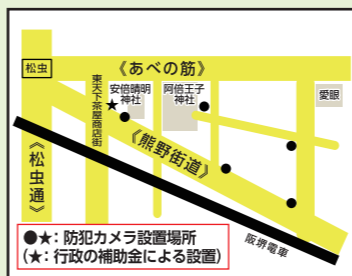 松虫
《あべの筋》
東天下茶屋商店街
安倍晴明
神社
阿倍王子
神社
愛眼
《熊野街道》
《松虫通》
阪堺電車
●★：防犯カメラ設置場所
（★：行政の補助金による設置）